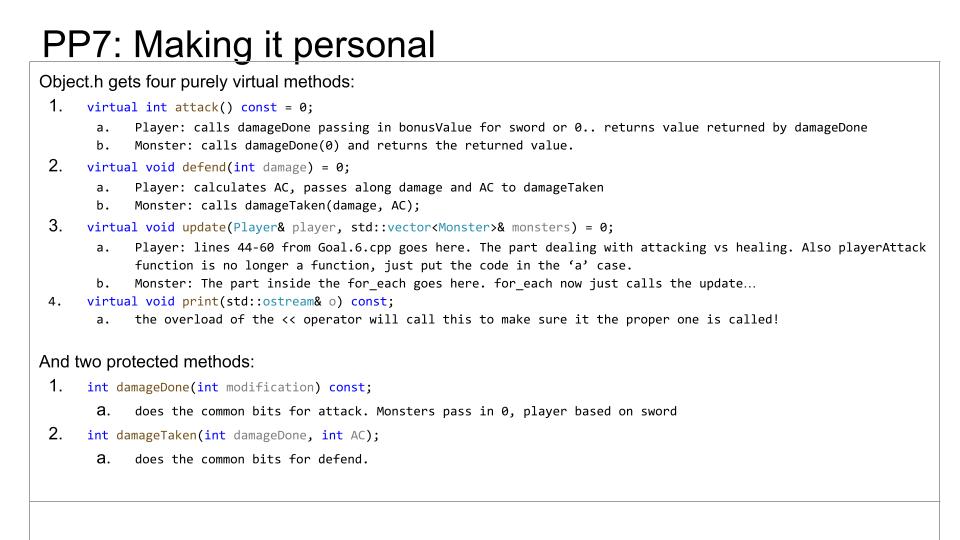 PP7: Making it personal
Object.h gets four purely virtual methods:
1. virtual int attack() const = 0;
a. Player: calls damageDone passing in bonusValue for sword or 0.. returns value returned by damageDone
b. Monster: calls damageDone(0) and returns the returned value.
2. virtual void defend(int damage) = 0;
a. Player: calculates AC, passes along damage and AC to damageTaken
b. Monster: calls damageTaken(damage, AC);
3. virtual void update(Player& player, std::vector<Monster>& monsters) = 0;
a. Player: lines 44-60 from Goal.6.cpp goes here. The part dealing with attacking vs healing. Also playerAttack
function is no longer a function, just put the code in the ‘a’ case.
b. Monster: The part inside the for_each goes here. for_each now just calls the update…
4. virtual void print(std::ostream& o) const;
a. the overload of the << operator will call this to make sure it the proper one is called!
And two protected methods:
1. int damageDone(int modification) const;
a. does the common bits for attack. Monsters pass in 0, player based on sword
2. int damageTaken(int damageDone, int AC);
a. does the common bits for defend.